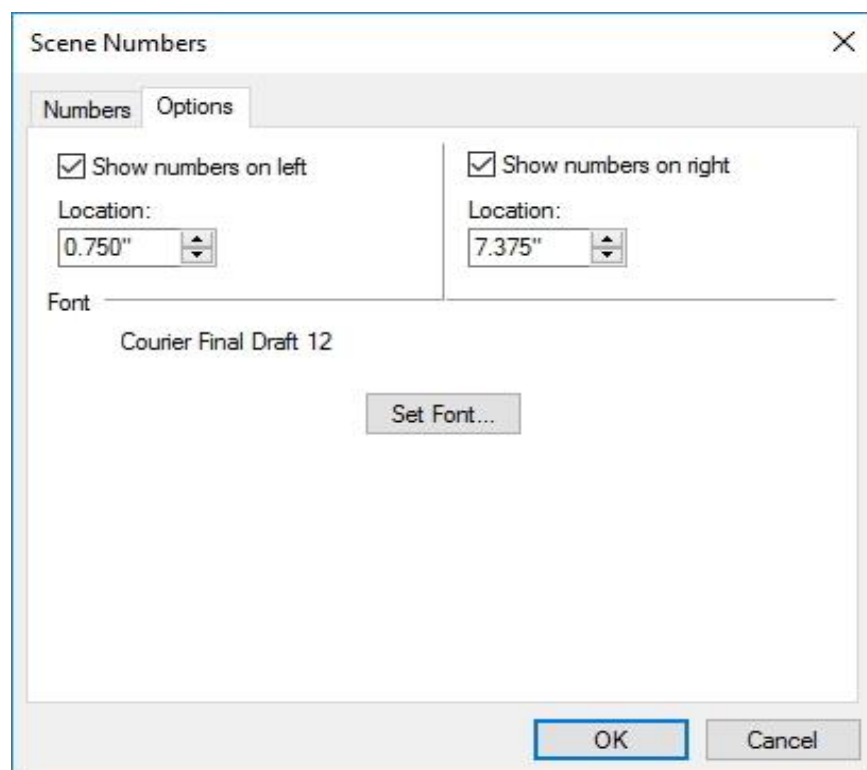 Scene Numbers
Numbers Options
Show numbers on left
Location:
0.750"
Show numbers on right
Location:
7.375"
Font
Courier Final Draft 12
Set Font...
OK Cancel